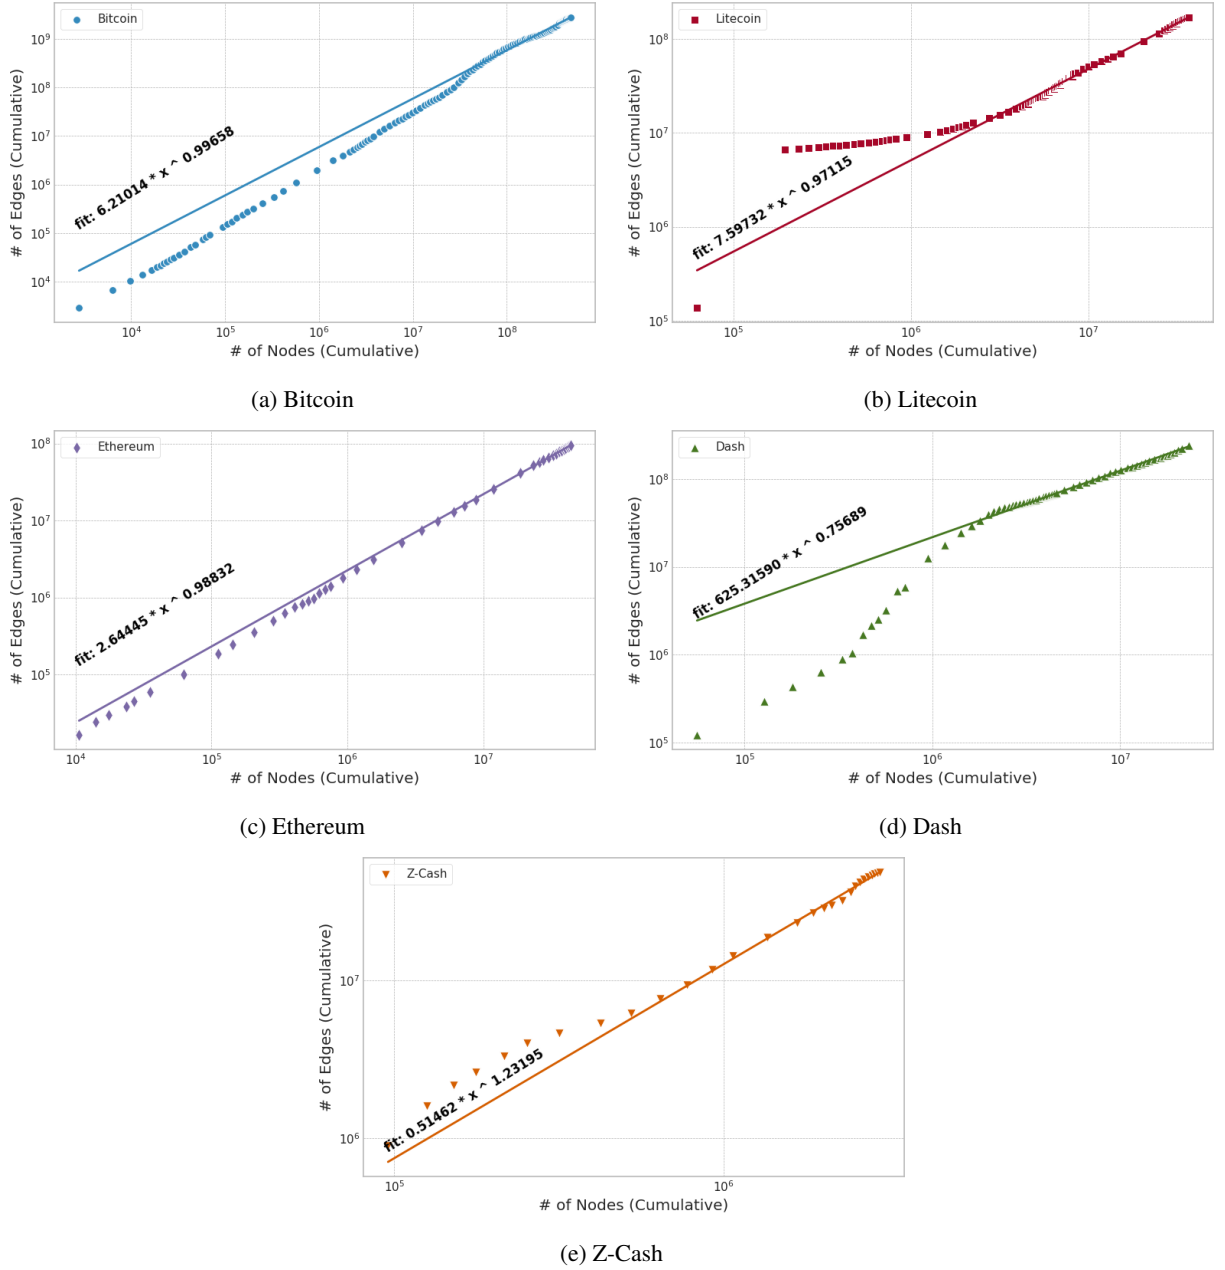 Bitcoin
10^9
10^8
10^7
10^6
10^5
10^4
# of Edges (Cumulative)
fit: 6.21014 * x ^ 0.99658
10^4
10^5
10^6
10^7
10^8
# of Nodes (Cumulative)
(a) Bitcoin
Litecoin
10^8
10^7
10^6
10^5
# of Edges (Cumulative)
fit: 7.59732 * x ^ 0.97115
10^5
10^6
10^7
# of Nodes (Cumulative)
(b) Litecoin
Ethereum
10^8
10^7
10^6
10^5
# of Edges (Cumulative)
fit: 2.64445 * x ^ 0.98832
10^4
10^5
10^6
10^7
# of Nodes (Cumulative)
(c) Ethereum
Dash
10^8
10^7
10^6
10^5
# of Edges (Cumulative)
fit: 625.31590 * x ^ 0.75689
10^5
10^6
10^7
# of Nodes (Cumulative)
(d) Dash
Z-Cash
10^7
10^6
# of Edges (Cumulative)
fit: 0.51462 * x ^ 1.23195
10^5
10^6
# of Nodes (Cumulative)
(e) Z-Cash